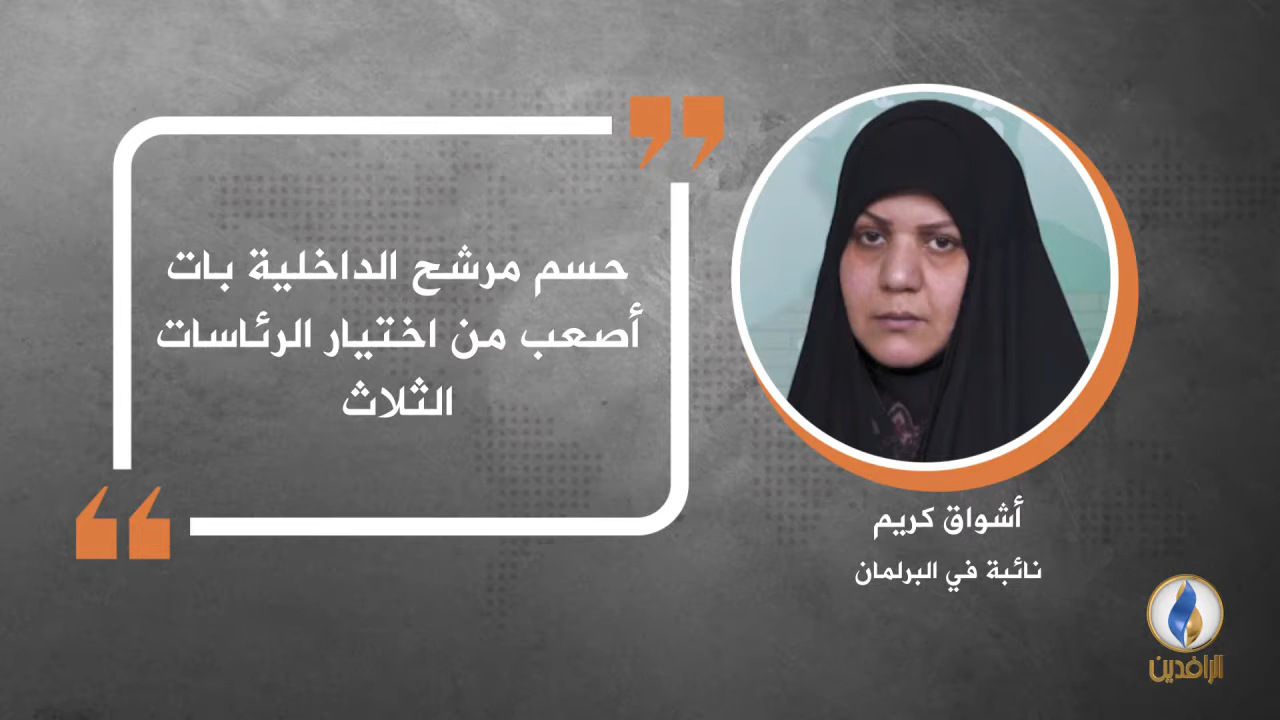 حسم مرشح الداخلية بات
أصعب من اختيار الرئاسات
الثلاث
أشواق كريم
نائبة في البرلمان
الرافدين